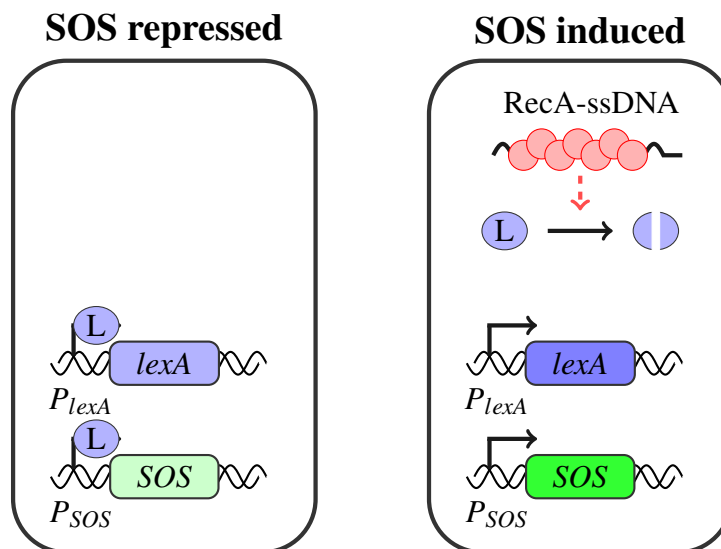 SOS repressed
L
lexA
P_lexA
L
SOS
P_SOS
SOS induced
RecA-ssDNA
L
lexA
P_lexA
SOS
P_SOS